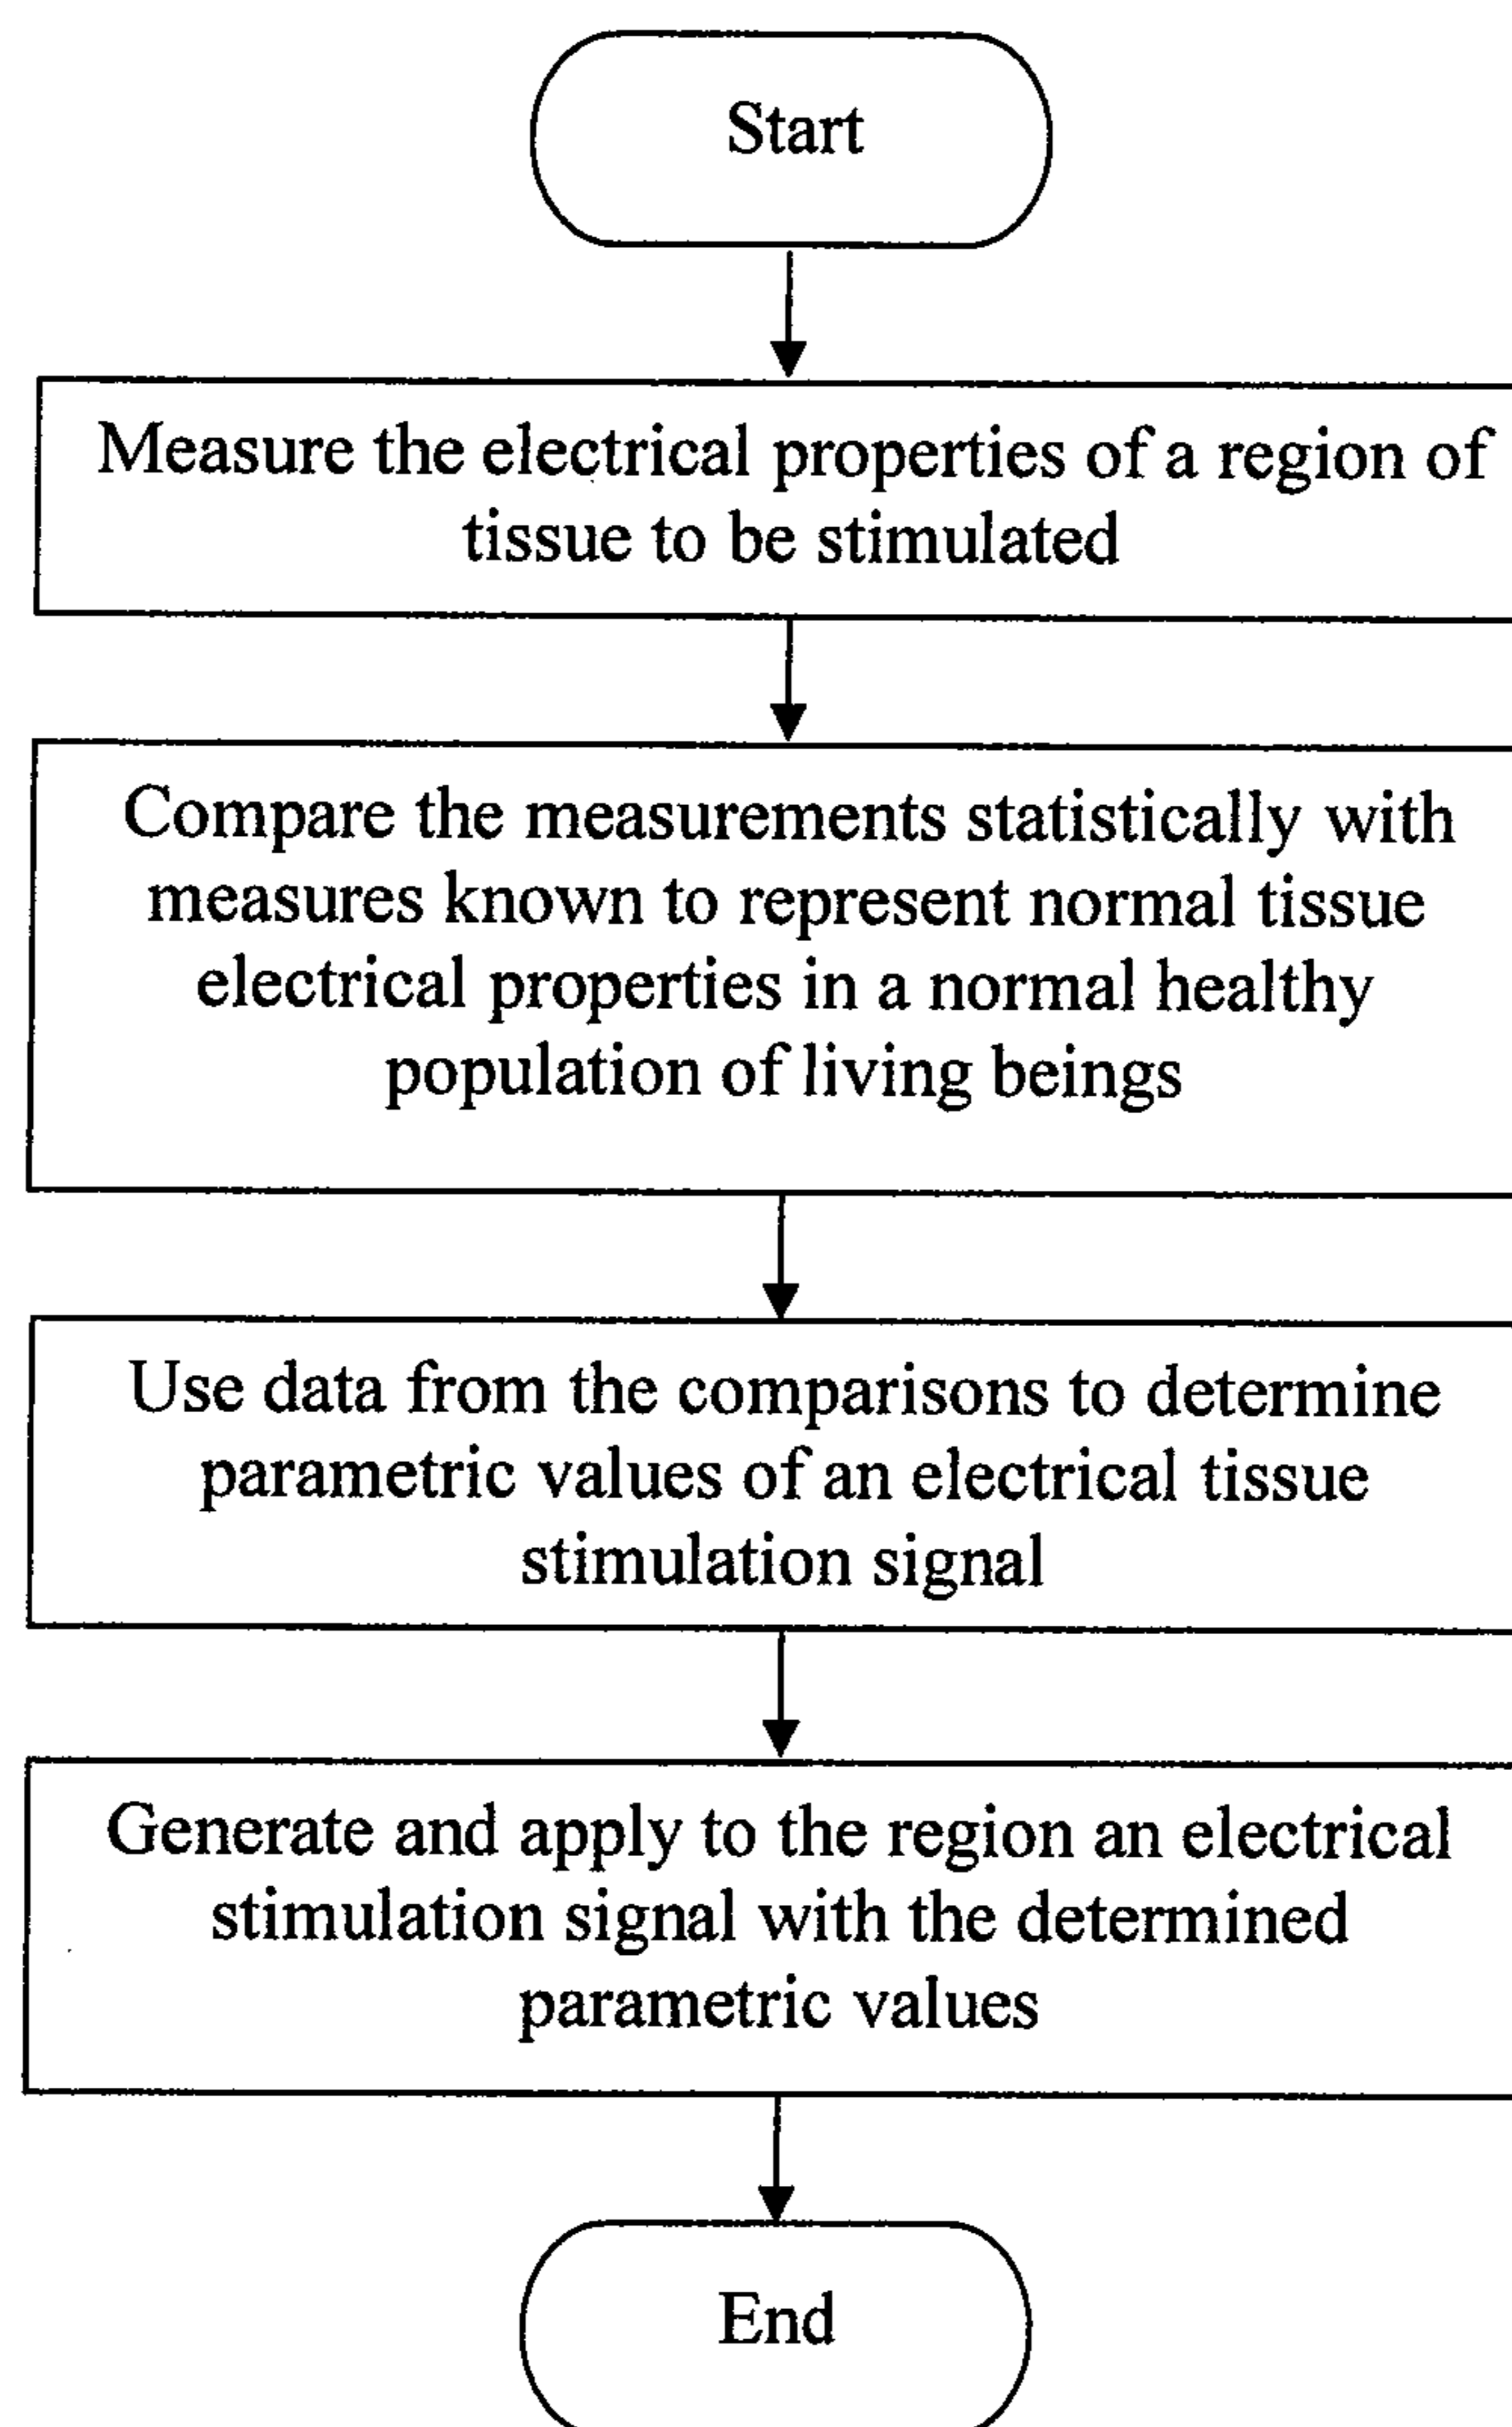 Start
Measure the electrical properties of a region of
tissue to be stimulated
Compare the measurements statistically with
measures known to represent normal tissue
electrical properties in a normal healthy
population of living beings
Use data from the comparisons to determine
parametric values of an electrical tissue
stimulation signal
Generate and apply to the region an electrical
stimulation signal with the determined
parametric values
End